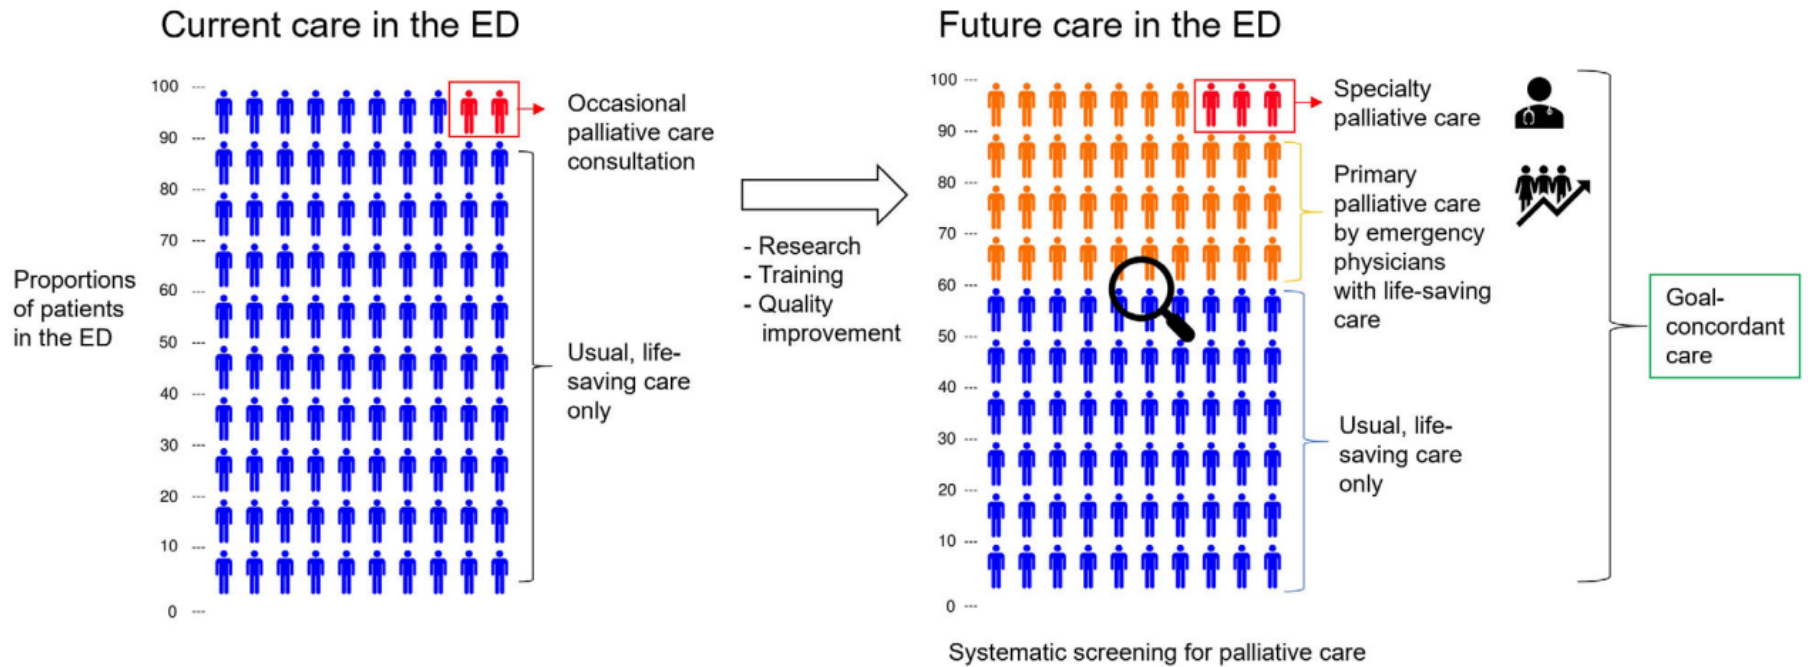 Current care in the ED
Future care in the ED
Proportions
of patients
in the ED
100 ---
90 ---
80 ---
70 ---
60 ---
50 ---
40 ---
30 ---
20 ---
10 ---
0 ---
Occasional
palliative care
consultation
Usual, life-
saving care
only
- Research
- Training
- Quality
improvement
100 ---
90 ---
80 ---
70 ---
60 ---
50 ---
40 ---
30 ---
20 ---
10 ---
0 ---
Specialty
palliative care
Primary
palliative care
by emergency
physicians
with life-saving
care
Usual, life-
saving care
only
Goal-
concordant
care
Systematic screening for palliative care